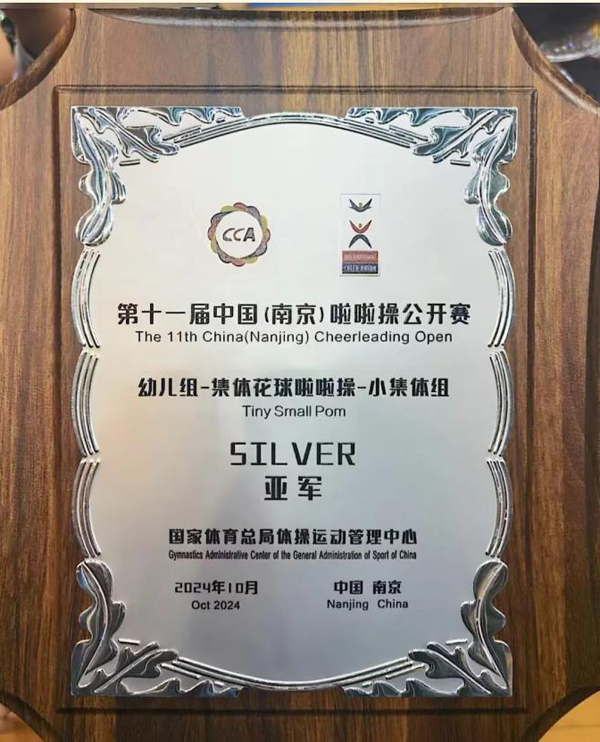 CCA
INTERNATIONAL
CHEER UNION
第十一届中国(南京)啦啦操公开赛
The 11th China(Nanjing) Cheerleading Open
幼儿组-集体花球啦啦操-小集体组
Tiny Small Pom
SILVER
亚军
国家体育总局体操运动管理中心
Gymnastics Administrative Center of the General Administration of Sport of China
2024年10月 中国 南京
Oct 2024 Nanjing China